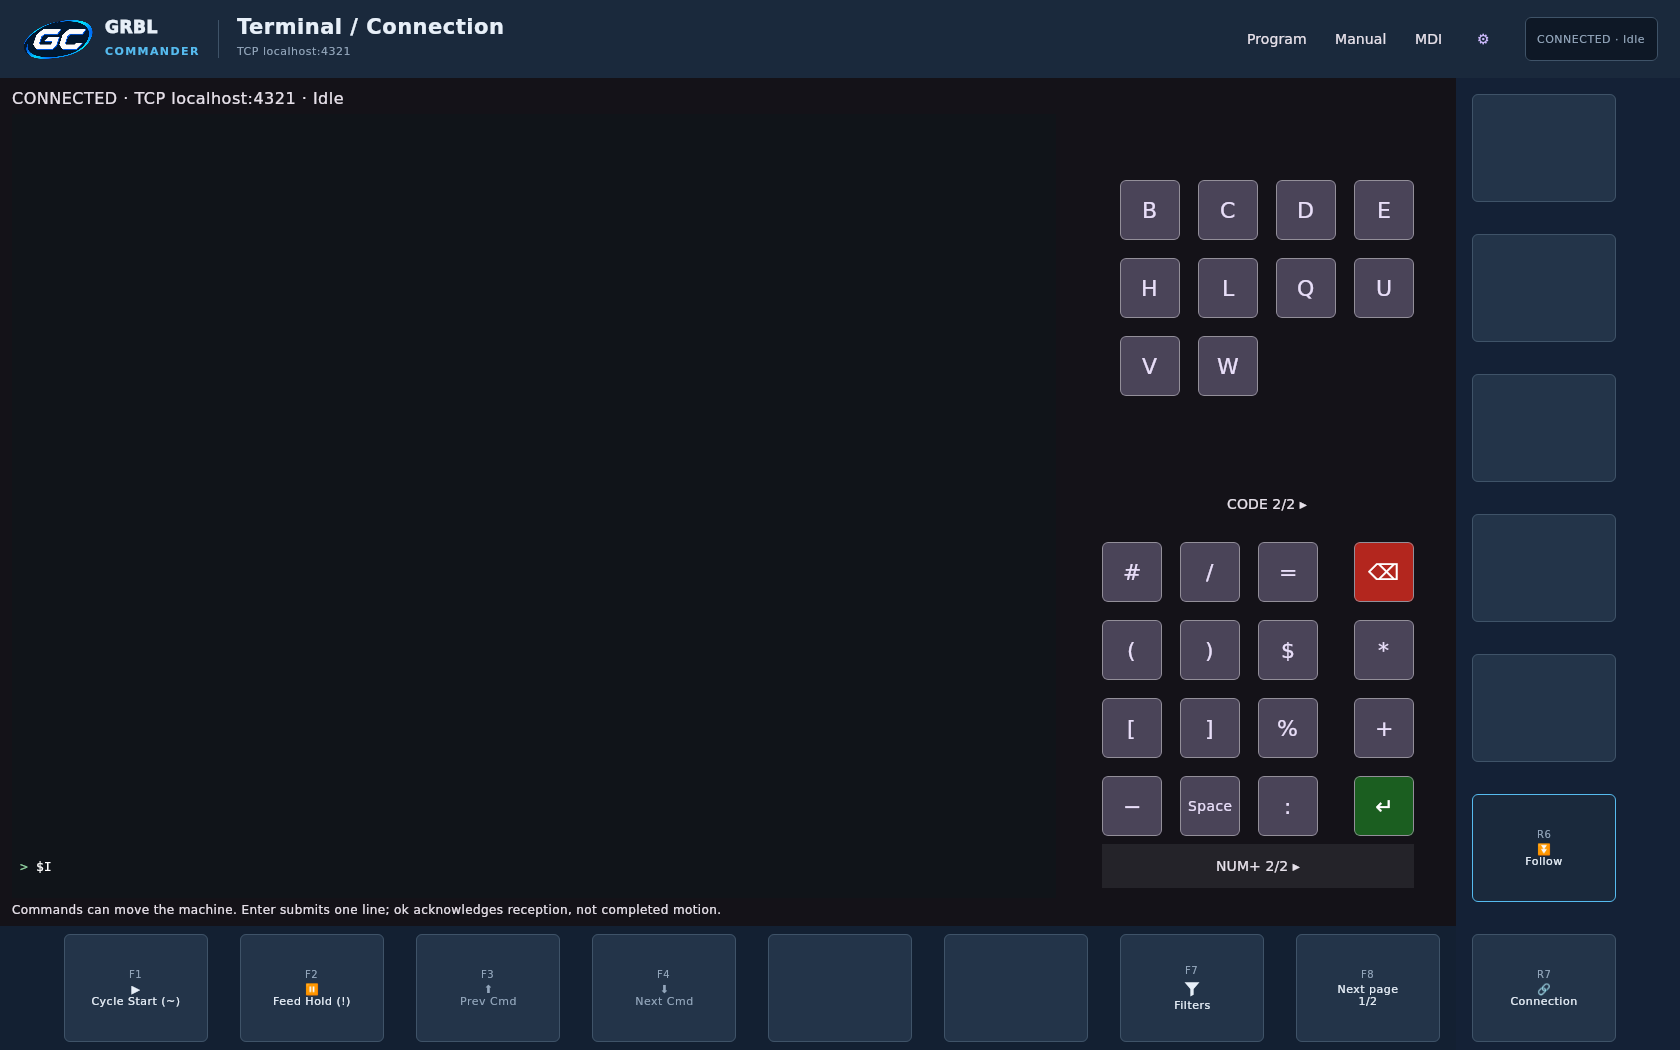 GC
GRBL
COMMANDER
Terminal / Connection
TCP localhost:4321
Program
Manual
MDI
CONNECTED · Idle
CONNECTED · TCP localhost:4321 · Idle
B C D E
H L Q U
V W
CODE 2/2 ▸
# / = ⌫
( ) $ *
[ ] % +
− Space : ↵
NUM+ 2/2 ▸
> $I
Commands can move the machine. Enter submits one line; ok acknowledges reception, not completed motion.
R6
Follow
F1
Cycle Start (~)
F2
Feed Hold (!)
F3
Prev Cmd
F4
Next Cmd
F7
Filters
F8
Next page
1/2
R7
Connection